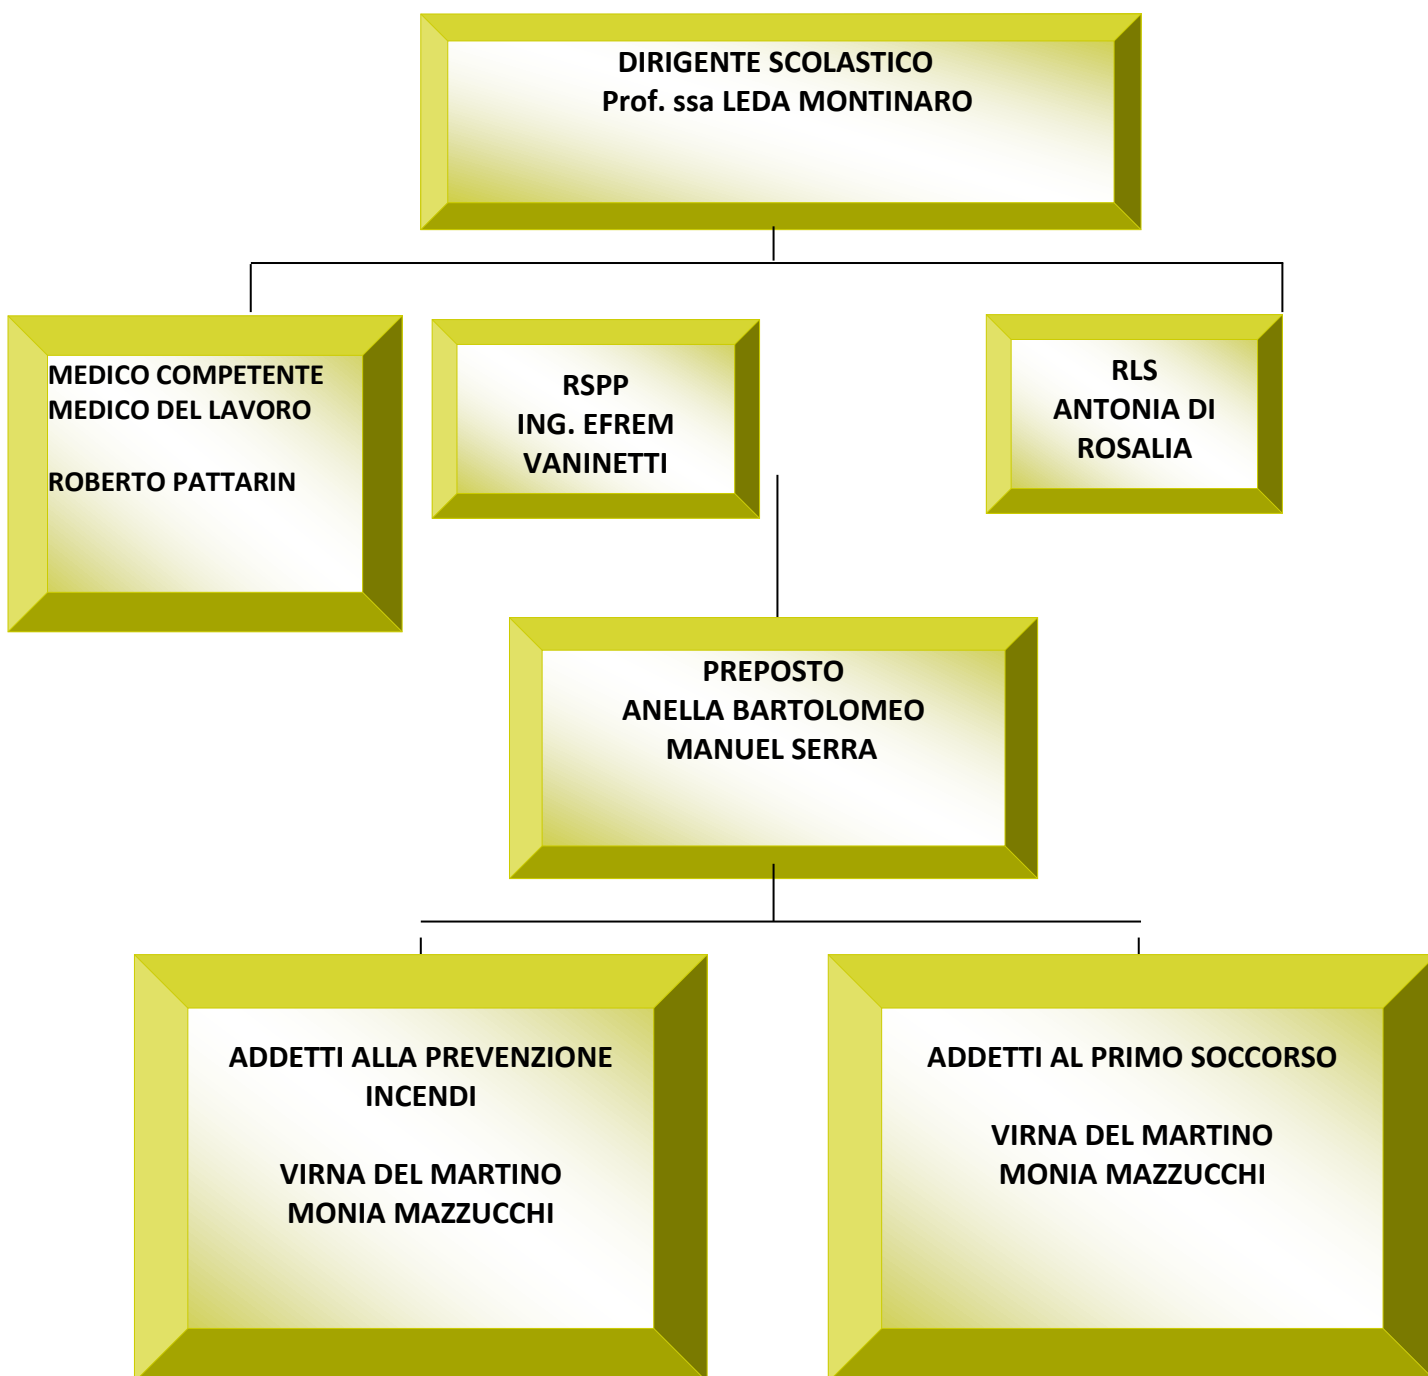 DIRIGENTE SCOLASTICO
Prof. ssa LEDA MONTINARO
MEDICO COMPETENTE
MEDICO DEL LAVORO
ROBERTO PATTARIN
RSPP
ING. EFREM
VANINETTI
RLS
ANTONIA DI
ROSALIA
PREPOSTO
ANELLA BARTOLOMEO
MANUEL SERRA
ADDETTI ALLA PREVENZIONE
INCENDI
VIRNA DEL MARTINO
MONIA MAZZUCCHI
ADDETTI AL PRIMO SOCCORSO
VIRNA DEL MARTINO
MONIA MAZZUCCHI